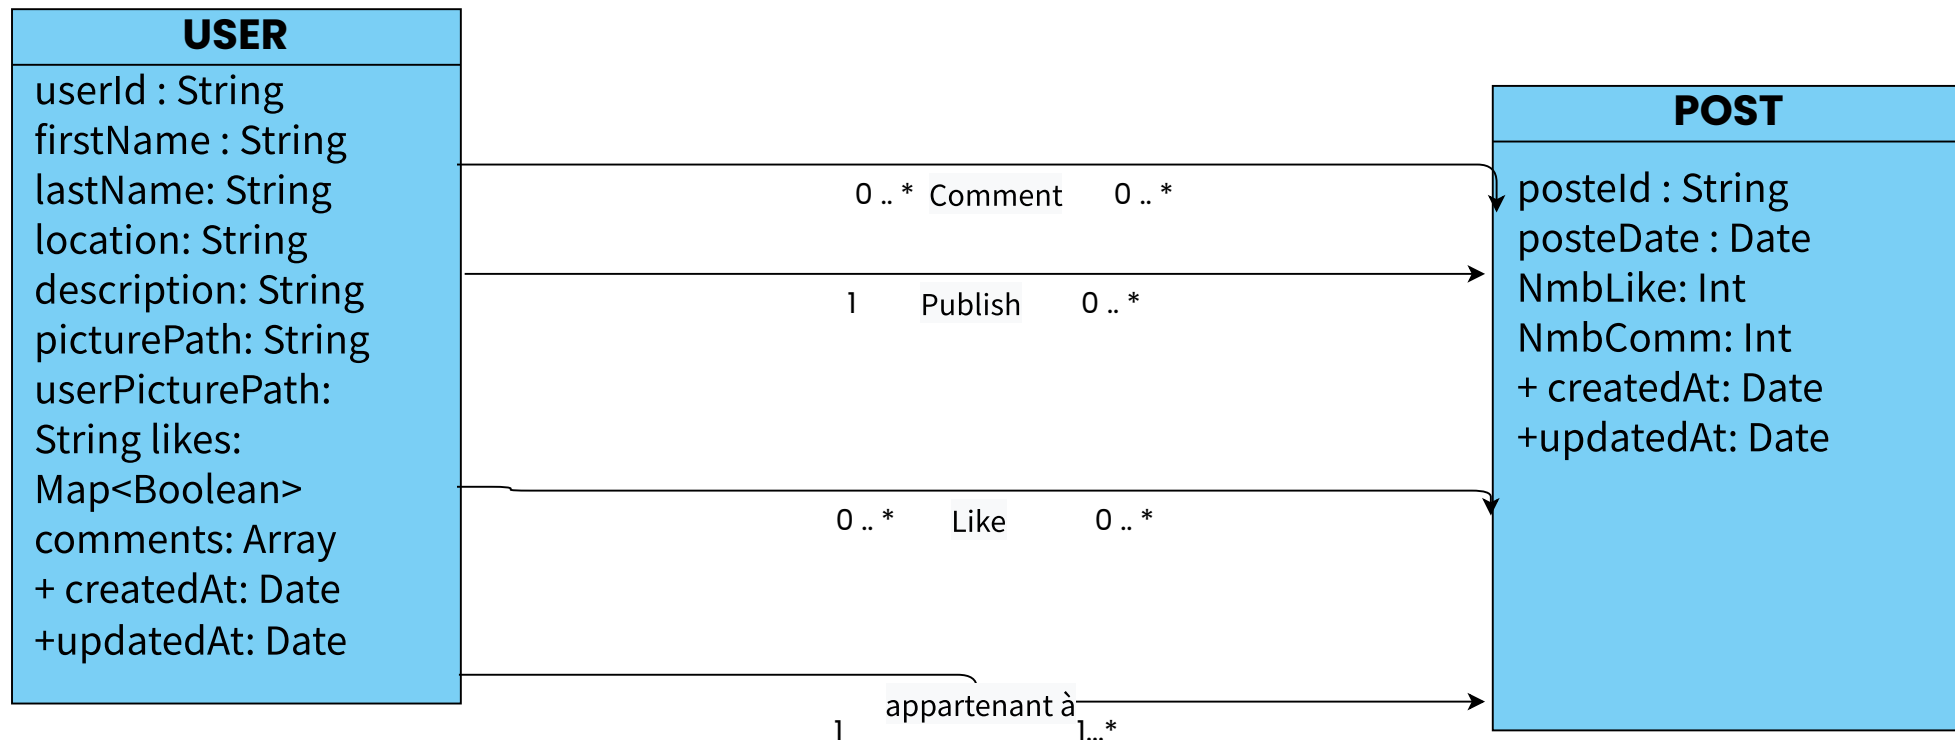 USER
userId : String
firstName : String
lastName: String
location: String
description: String
picturePath: String
userPicturePath:
String likes:
Map<Boolean>
comments: Array
+ createdAt: Date
+updatedAt: Date
0 .. * Comment 0 .. *
1 Publish 0 .. *
0 .. * Like 0 .. *
appartenant à
1 1...*
POST
posteId : String
posteDate : Date
NmbLike: Int
NmbComm: Int
+ createdAt: Date
+updatedAt: Date